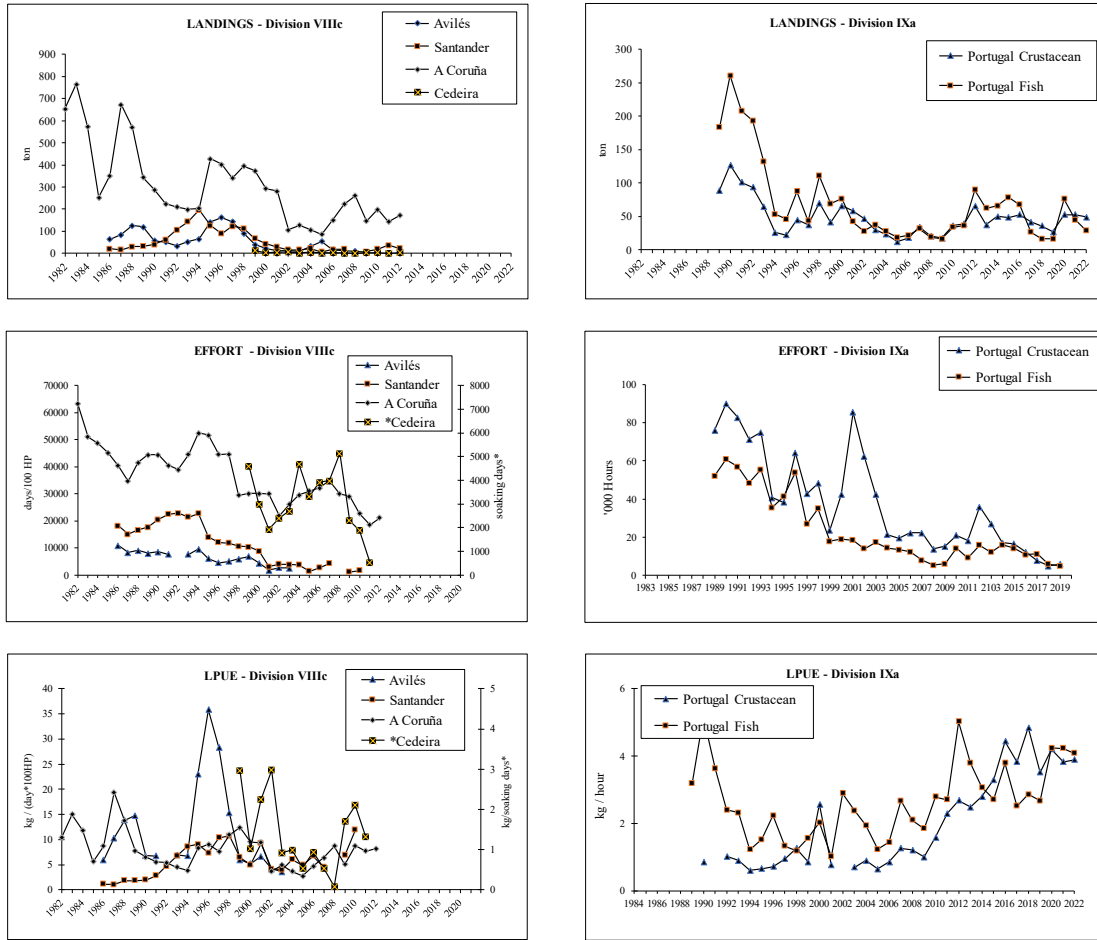 LANDINGS - Division VIIIc
Avilés
Santander
A Coruña
Cedeira
ton
900
800
700
600
500
400
300
200
100
0
1982 1984 1986 1988 1990 1992 1994 1996 1998 2000 2002 2004 2006 2008 2010 2012 2014 2016 2018 2020 2022
LANDINGS - Division IXa
Portugal Crustacean
Portugal Fish
ton
300
250
200
150
100
50
0
1982 1984 1986 1988 1990 1992 1994 1996 1998 2000 2002 2004 2006 2008 2010 2012 2014 2016 2018 2020 2022
EFFORT - Division VIIIc
Avilés
Santander
A Coruña
*Cedeira
days/100 HP
70000
60000
50000
40000
30000
20000
10000
0
soaking days*
8000
7000
6000
5000
4000
3000
2000
1000
0
1982 1984 1986 1988 1990 1992 1994 1996 1998 2000 2002 2004 2006 2008 2010 2012 2014 2016 2018 2020
EFFORT - Division IXa
Portugal Crustacean
Portugal Fish
'000 Hours
100
80
60
40
20
0
1983 1985 1987 1989 1991 1993 1995 1997 1999 2001 2003 2005 2007 2009 2011 2013 2015 2017 2019
LPUE - Division VIIIc
Avilés
Santander
A Coruña
*Cedeira
kg / (day*100HP)
40
35
30
25
20
15
10
5
0
kg/soaking days*
5
4
3
2
1
0
1982 1984 1986 1988 1990 1992 1994 1996 1998 2000 2002 2004 2006 2008 2010 2012 2014 2016 2018 2020
LPUE - Division IXa
Portugal Crustacean
Portugal Fish
kg / hour
6
4
2
0
1984 1986 1988 1990 1992 1994 1996 1998 2000 2002 2004 2006 2008 2010 2012 2014 2016 2018 2020 2022